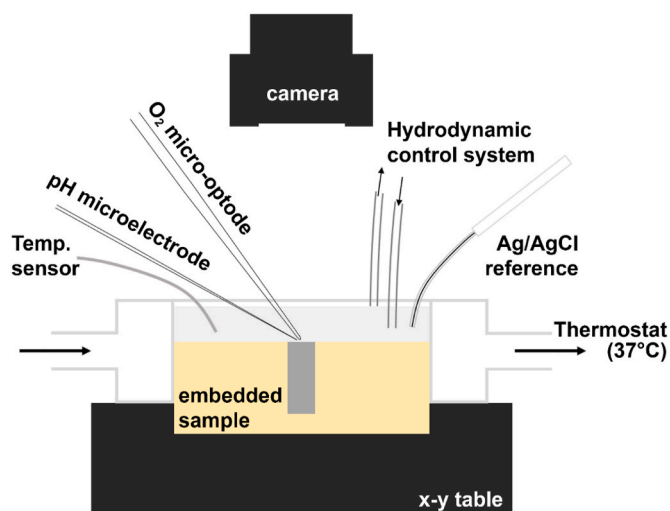 camera
O₂ micro-optode
Hydrodynamic
control system
pH microelectrode
Temp.
sensor
Ag/AgCl
reference
Thermostat
(37°C)
embedded
sample
x-y table